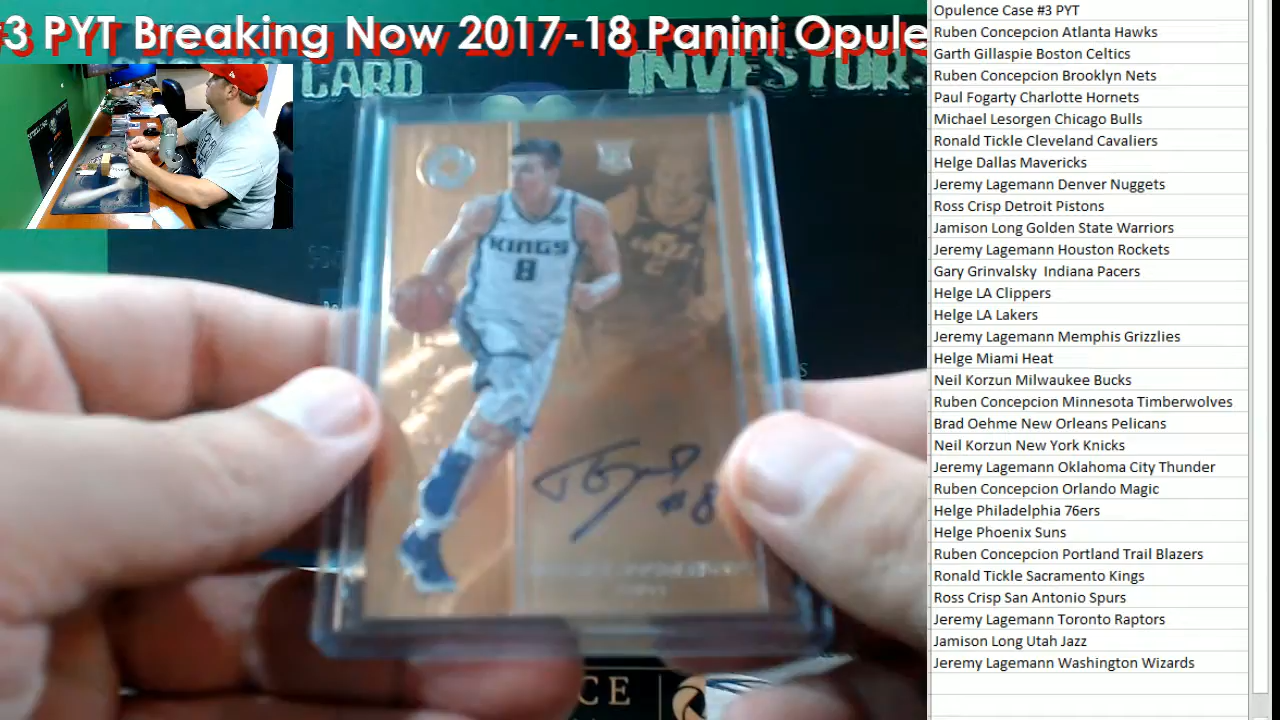 #3 PYT Breaking Now 2017-18 Panini Opule
CARD INVESTOR
KINGS
8
RC
#8
CE
Opulence Case #3 PYT
Ruben Concepcion Atlanta Hawks
Garth Gillaspie Boston Celtics
Ruben Concepcion Brooklyn Nets
Paul Fogarty Charlotte Hornets
Michael Lesorgen Chicago Bulls
Ronald Tickle Cleveland Cavaliers
Helge Dallas Mavericks
Jeremy Lagemann Denver Nuggets
Ross Crisp Detroit Pistons
Jamison Long Golden State Warriors
Jeremy Lagemann Houston Rockets
Gary Grinvalsky Indiana Pacers
Helge LA Clippers
Helge LA Lakers
Jeremy Lagemann Memphis Grizzlies
Helge Miami Heat
Neil Korzun Milwaukee Bucks
Ruben Concepcion Minnesota Timberwolves
Brad Oehme New Orleans Pelicans
Neil Korzun New York Knicks
Jeremy Lagemann Oklahoma City Thunder
Ruben Concepcion Orlando Magic
Helge Philadelphia 76ers
Helge Phoenix Suns
Ruben Concepcion Portland Trail Blazers
Ronald Tickle Sacramento Kings
Ross Crisp San Antonio Spurs
Jeremy Lagemann Toronto Raptors
Jamison Long Utah Jazz
Jeremy Lagemann Washington Wizards